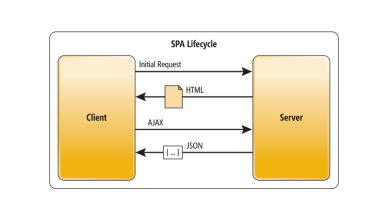 SPA Lifecycle
Initial Request
HTML
Client
Server
AJAX
JSON
{ ... }